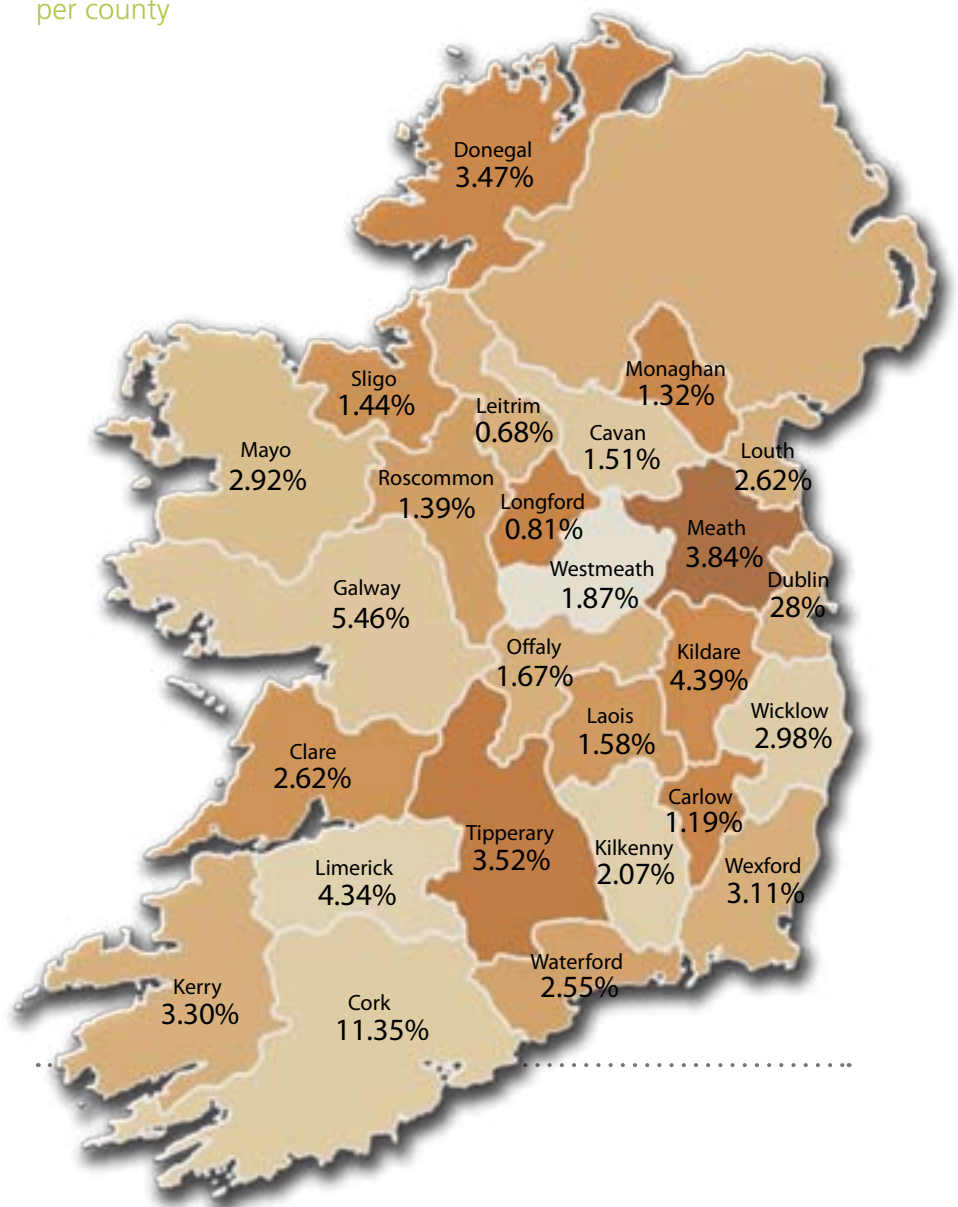 per county
Donegal
3.47%
Monaghan
1.32%
Sligo
1.44%
Leitrim
0.68%
Cavan
1.51%
Louth
2.62%
Mayo
2.92%
Roscommon
1.39%
Longford
0.81%
Meath
3.84%
Westmeath
1.87%
Dublin
28%
Galway
5.46%
Offaly
1.67%
Kildare
4.39%
Wicklow
2.98%
Laois
1.58%
Clare
2.62%
Carlow
1.19%
Tipperary
3.52%
Kilkenny
2.07%
Wexford
3.11%
Limerick
4.34%
Waterford
2.55%
Kerry
3.30%
Cork
11.35%